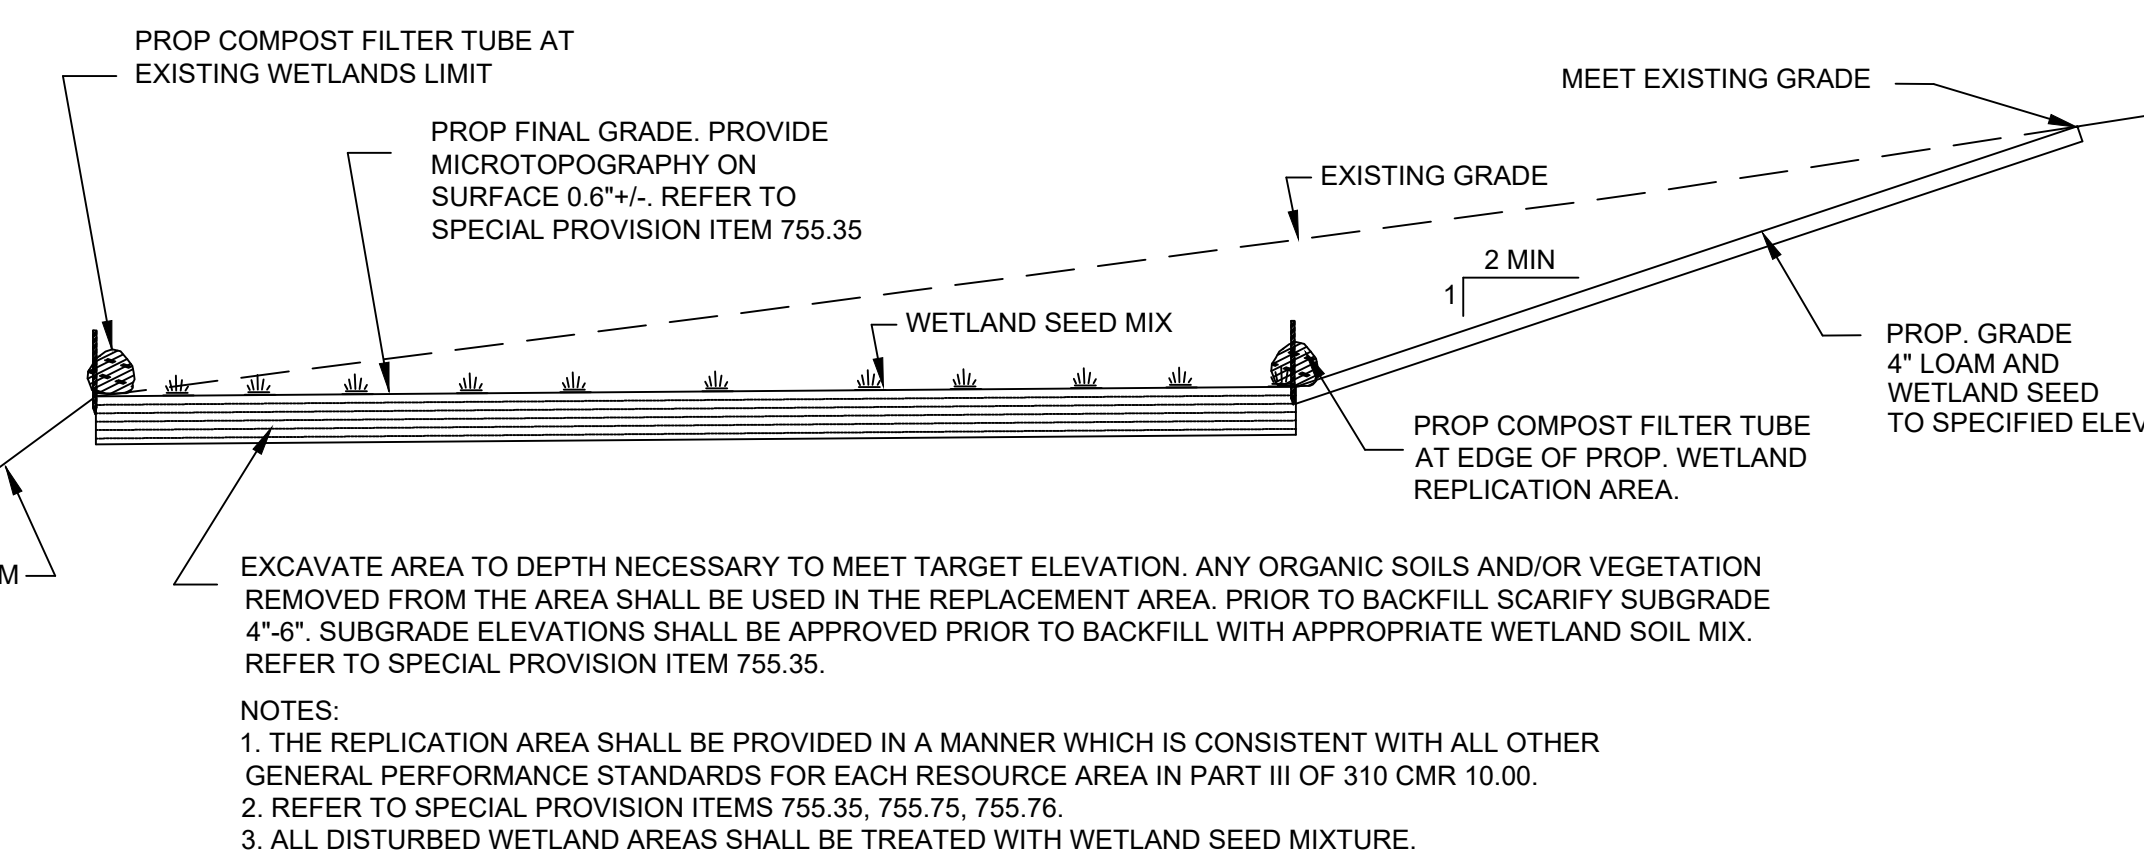 PROP COMPOST FILTER TUBE AT
EXISTING WETLANDS LIMIT
MEET EXISTING GRADE
PROP FINAL GRADE. PROVIDE
MICROTOPOGRAPHY ON
SURFACE 0.6"+/-. REFER TO
SPECIAL PROVISION ITEM 755.35
EXISTING GRADE
2 MIN
1
WETLAND SEED MIX
PROP. GRADE
4" LOAM AND
WETLAND SEED
TO SPECIFIED ELEV
PROP COMPOST FILTER TUBE
AT EDGE OF PROP. WETLAND
REPLICATION AREA.
M
EXCAVATE AREA TO DEPTH NECESSARY TO MEET TARGET ELEVATION. ANY ORGANIC SOILS AND/OR VEGETATION
REMOVED FROM THE AREA SHALL BE USED IN THE REPLACEMENT AREA. PRIOR TO BACKFILL SCARIFY SUBGRADE
4"-6". SUBGRADE ELEVATIONS SHALL BE APPROVED PRIOR TO BACKFILL WITH APPROPRIATE WETLAND SOIL MIX.
REFER TO SPECIAL PROVISION ITEM 755.35.
NOTES:
1. THE REPLICATION AREA SHALL BE PROVIDED IN A MANNER WHICH IS CONSISTENT WITH ALL OTHER
GENERAL PERFORMANCE STANDARDS FOR EACH RESOURCE AREA IN PART III OF 310 CMR 10.00.
2. REFER TO SPECIAL PROVISION ITEMS 755.35, 755.75, 755.76.
3. ALL DISTURBED WETLAND AREAS SHALL BE TREATED WITH WETLAND SEED MIXTURE.